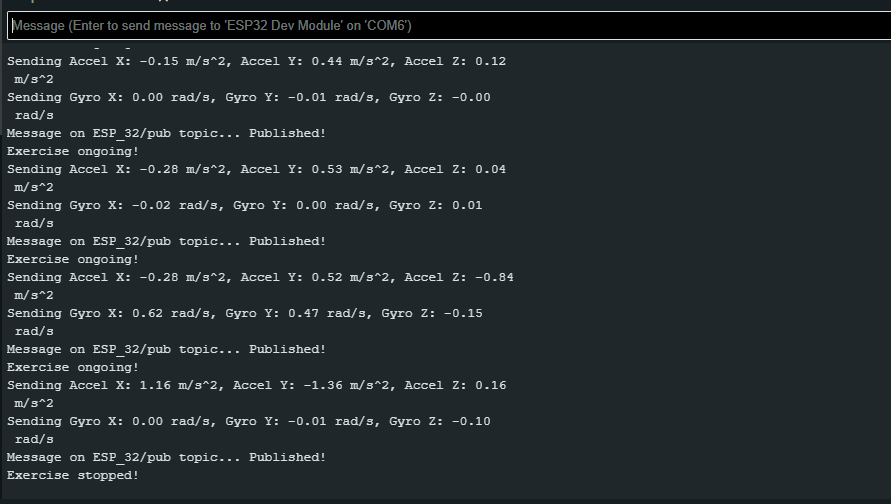 Message (Enter to send message to 'ESP32 Dev Module' on 'COM6')
Sending Accel X: -0.15 m/s^2, Accel Y: 0.44 m/s^2, Accel Z: 0.12
m/s^2
Sending Gyro X: 0.00 rad/s, Gyro Y: -0.01 rad/s, Gyro Z: -0.00
rad/s
Message on ESP_32/pub topic... Published!
Exercise ongoing!
Sending Accel X: -0.28 m/s^2, Accel Y: 0.53 m/s^2, Accel Z: 0.04
m/s^2
Sending Gyro X: -0.02 rad/s, Gyro Y: 0.00 rad/s, Gyro Z: 0.01
rad/s
Message on ESP_32/pub topic... Published!
Exercise ongoing!
Sending Accel X: -0.28 m/s^2, Accel Y: 0.52 m/s^2, Accel Z: -0.84
m/s^2
Sending Gyro X: 0.62 rad/s, Gyro Y: 0.47 rad/s, Gyro Z: -0.15
rad/s
Message on ESP_32/pub topic... Published!
Exercise ongoing!
Sending Accel X: 1.16 m/s^2, Accel Y: -1.36 m/s^2, Accel Z: 0.16
m/s^2
Sending Gyro X: 0.00 rad/s, Gyro Y: -0.01 rad/s, Gyro Z: -0.10
rad/s
Message on ESP_32/pub topic... Published!
Exercise stopped!